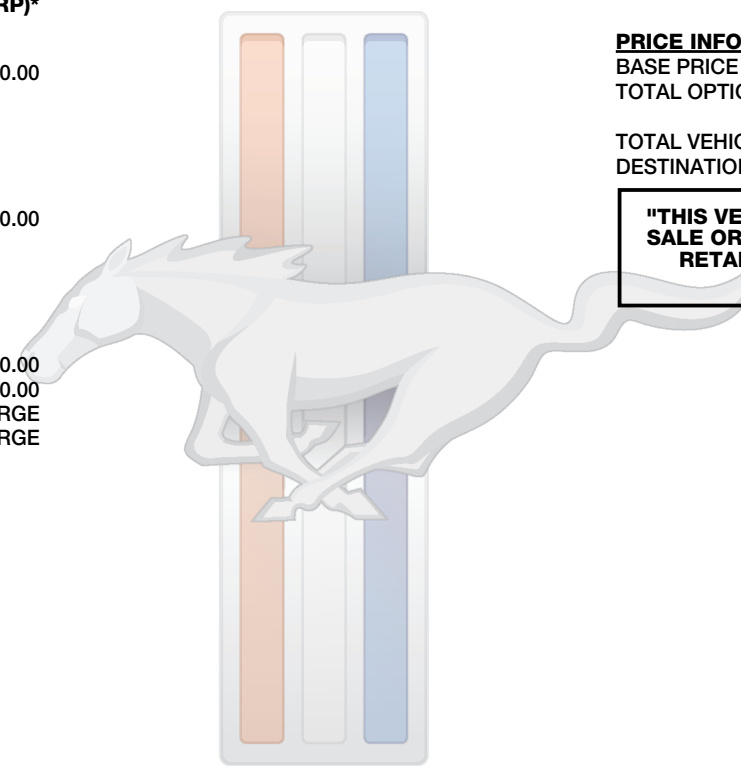 RP)*
0.00
0.00
0.00
0.00
RGE
RGE
PRICE INFO
BASE PRICE
TOTAL OPTIO
TOTAL VEHIC
DESTINATION
"THIS VE
SALE OR
RETAI